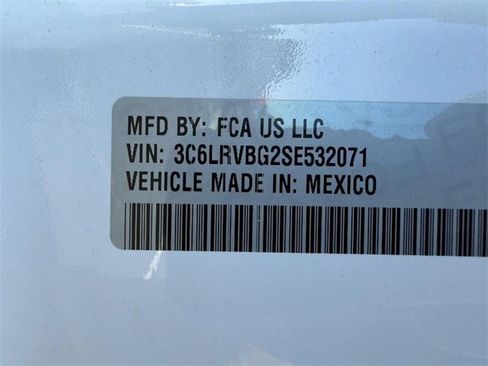 MFD BY: FCA US LLC
VIN: 3C6LRVBG2SE532071
VEHICLE MADE IN: MEXICO